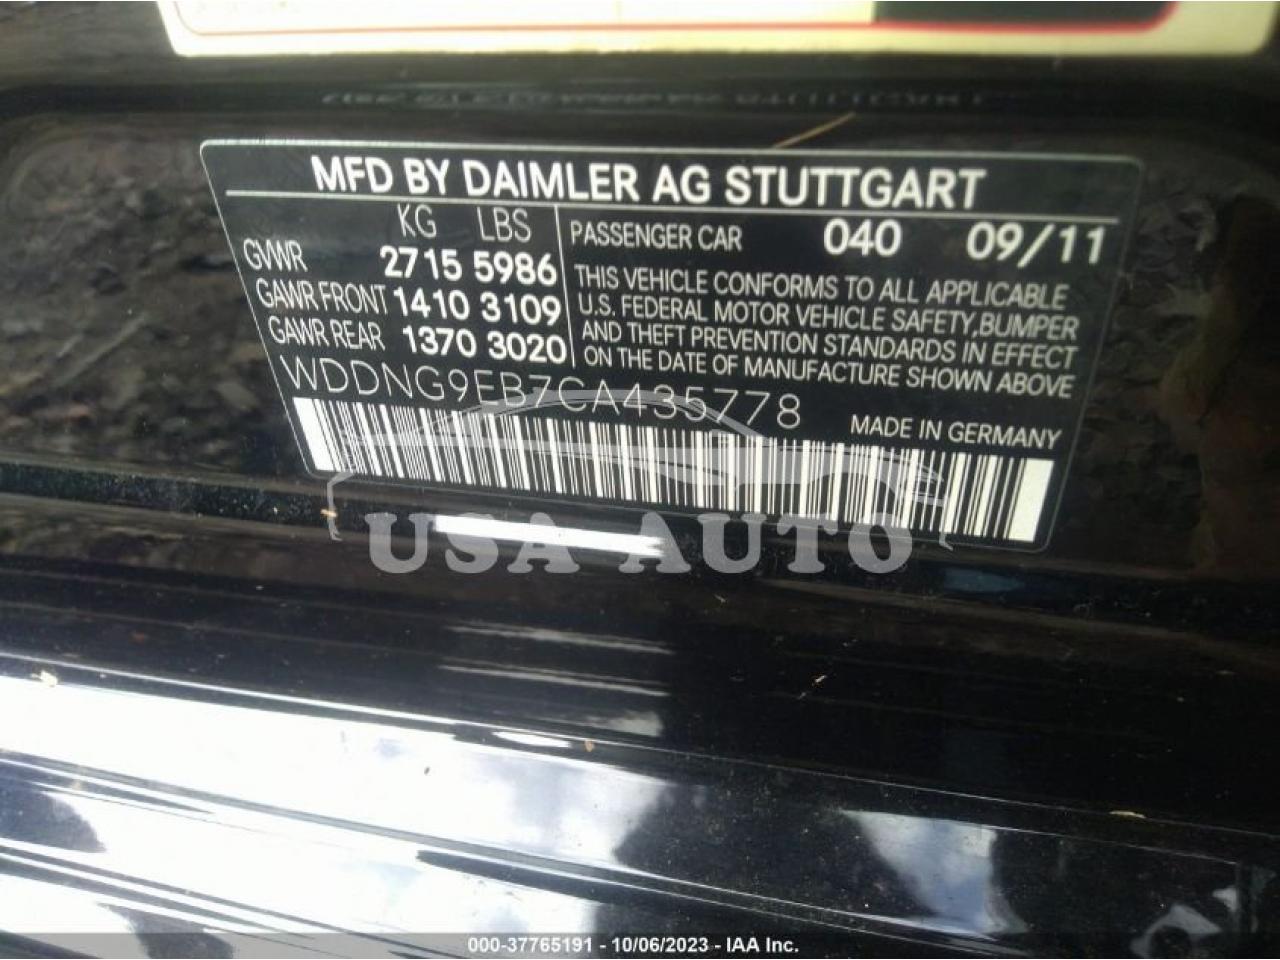 MFD BY DAIMLER AG STUTTGART
KG LBS
GVWR 2715 5986
GAWR FRONT 1410 3109
GAWR REAR 1370 3020
PASSENGER CAR 040 09/11
THIS VEHICLE CONFORMS TO ALL APPLICABLE
U.S. FEDERAL MOTOR VEHICLE SAFETY, BUMPER
AND THEFT PREVENTION STANDARDS IN EFFECT
ON THE DATE OF MANUFACTURE SHOWN ABOVE
WDDNG9EB7CA435778
MADE IN GERMANY
USA AUTO
000-37765191 - 10/06/2023 - IAA Inc.